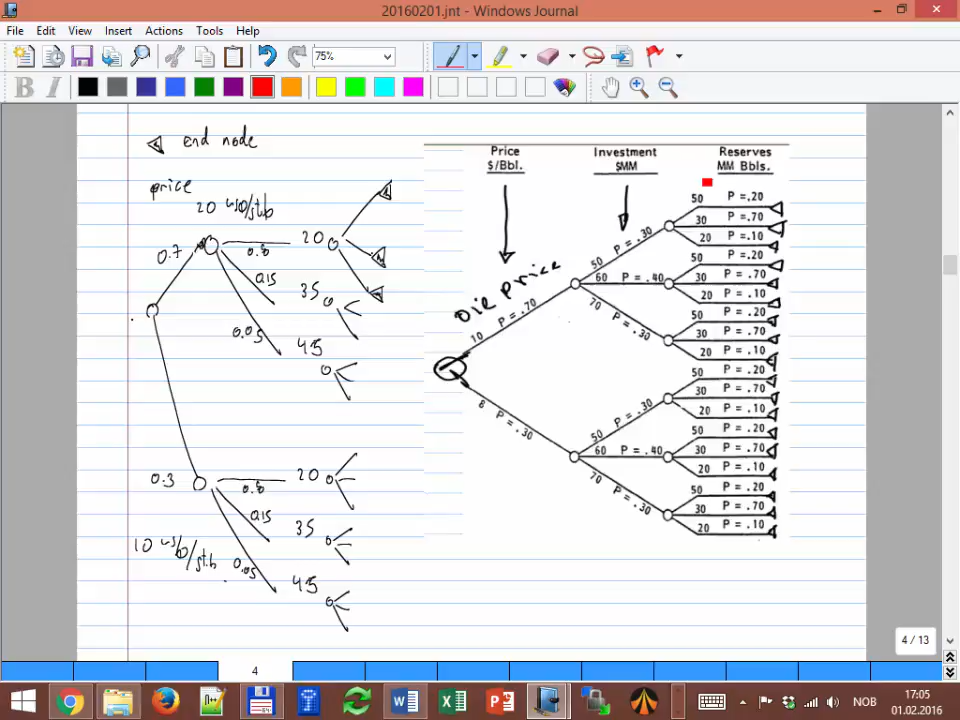 20160201.jnt - Windows Journal
File Edit View Insert Actions Tools Help
75%
B I
end node
price
20 usd/stb
0.7
0.8
0.15
0.05
20
35
45
0.3
0.8
0.15
0.05
20
35
45
10 usd/stb
Price
$/Bbl.
Investment
$MM
Reserves
MM Bbls.
oil price
10 P = .70
8 P = .30
50 P = .30
60 P = .40
70 P = .30
50 P = .30
60 P = .40
70 P = .30
50 P = .20
30 P = .70
20 P = .10
50 P = .20
30 P = .70
20 P = .10
50 P = .20
30 P = .70
20 P = .10
50 P = .20
30 P = .70
20 P = .10
50 P = .20
30 P = .70
20 P = .10
50 P = .20
30 P = .70
20 P = .10
4 / 13
4
NOB
17:05
01.02.2016